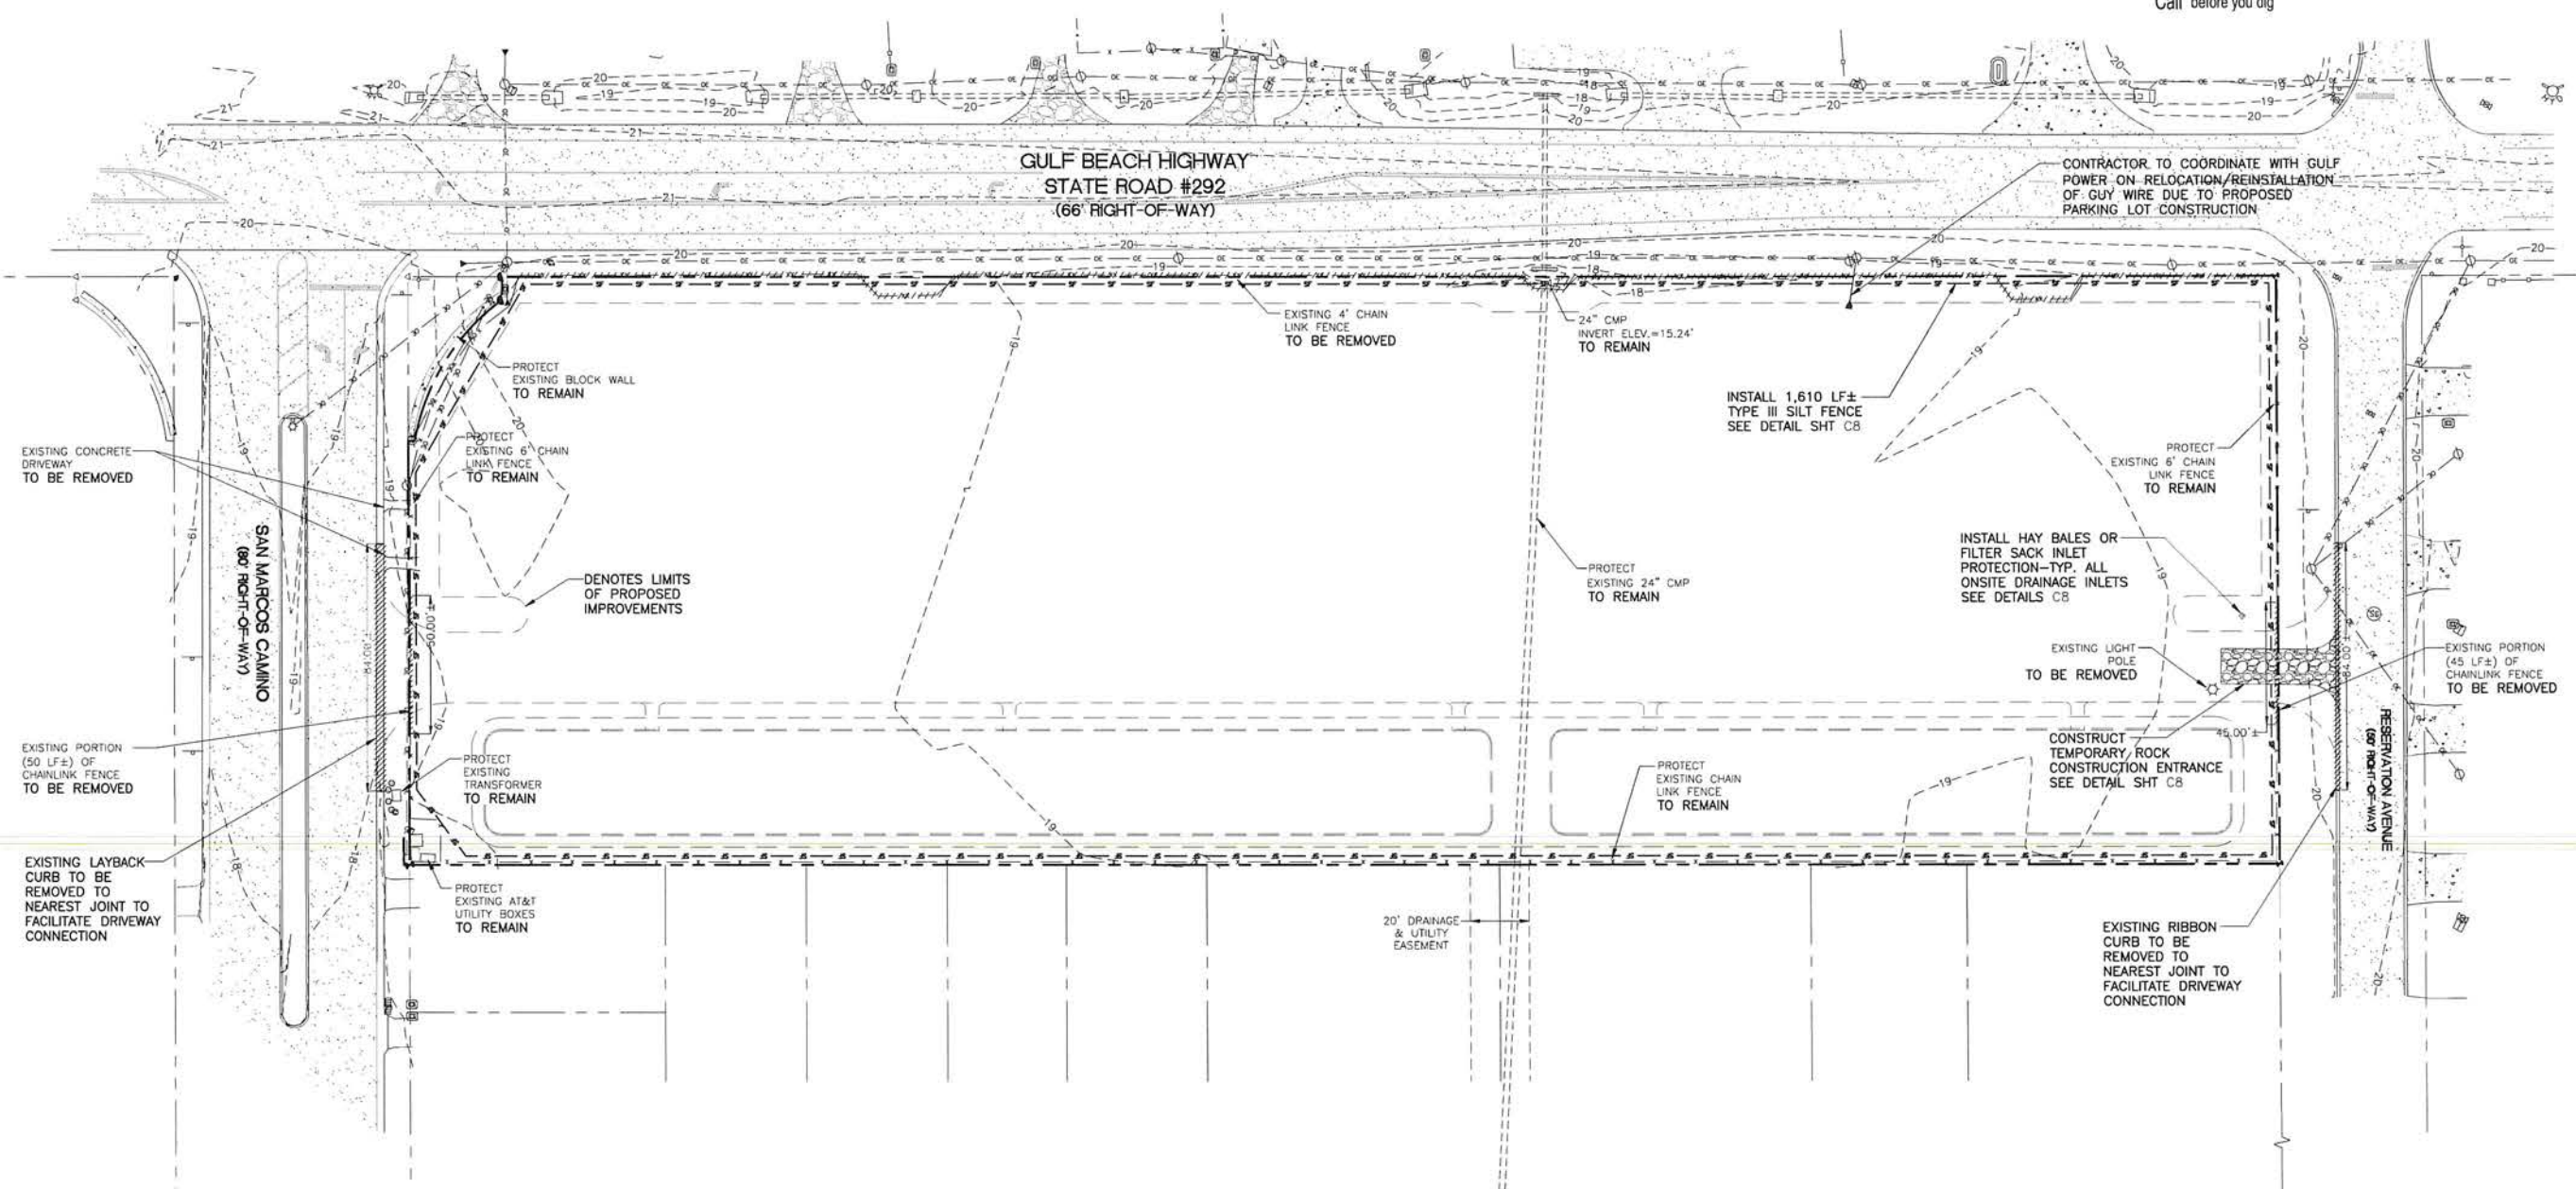 Call before you dig
GULF BEACH HIGHWAY
STATE ROAD #292
(66' RIGHT-OF-WAY)
CONTRACTOR TO COORDINATE WITH GULF
POWER ON RELOCATION/REINSTALLATION
OF GUY WIRE DUE TO PROPOSED
PARKING LOT CONSTRUCTION
EXISTING 4' CHAIN
LINK FENCE
TO BE REMOVED
24" CMP
INVERT ELEV.=15.24'
TO REMAIN
PROTECT
EXISTING BLOCK WALL
TO REMAIN
INSTALL 1,610 LF±
TYPE III SILT FENCE
SEE DETAIL SHT C8
PROTECT
EXISTING 6' CHAIN
LINK FENCE
TO REMAIN
PROTECT
EXISTING 6' CHAIN
LINK FENCE
TO REMAIN
EXISTING CONCRETE
DRIVEWAY
TO BE REMOVED
SAN MARCOS CAMINO
(80' RIGHT-OF-WAY)
DENOTES LIMITS
OF PROPOSED
IMPROVEMENTS
50.00'±
PROTECT
EXISTING 24" CMP
TO REMAIN
INSTALL HAY BALES OR
FILTER SACK INLET
PROTECTION-TYP. ALL
ONSITE DRAINAGE INLETS
SEE DETAILS C8
EXISTING LIGHT
POLE
TO BE REMOVED
84.00'±
EXISTING PORTION
(45 LF±) OF
CHAINLINK FENCE
TO BE REMOVED
45.00'±
CONSTRUCT
TEMPORARY ROCK
CONSTRUCTION ENTRANCE
SEE DETAIL SHT C8
RESERVATION AVENUE
EXISTING PORTION
(50 LF±) OF
CHAINLINK FENCE
TO BE REMOVED
PROTECT
EXISTING
TRANSFORMER
TO REMAIN
PROTECT
EXISTING CHAIN
LINK FENCE
TO REMAIN
EXISTING LAYBACK
CURB TO BE
REMOVED TO
NEAREST JOINT TO
FACILITATE DRIVEWAY
CONNECTION
PROTECT
EXISTING AT&T
UTILITY BOXES
TO REMAIN
20' DRAINAGE
& UTILITY
EASEMENT
EXISTING RIBBON
CURB TO BE
REMOVED TO
NEAREST JOINT TO
FACILITATE DRIVEWAY
CONNECTION